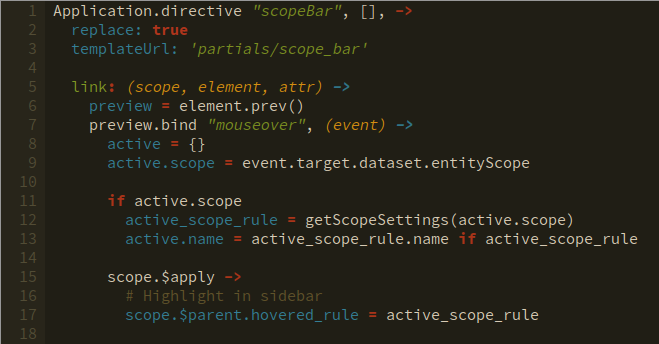 1 Application.directive "scopeBar", [], ->
2   replace: true
3   templateUrl: 'partials/scope_bar'
4
5   link: (scope, element, attr) ->
6     preview = element.prev()
7     preview.bind "mouseover", (event) ->
8       active = {}
9       active.scope = event.target.dataset.entityScope
10
11       if active.scope
12         active_scope_rule = getScopeSettings(active.scope)
13         active.name = active_scope_rule.name if active_scope_rule
14
15       scope.$apply ->
16         # Highlight in sidebar
17         scope.$parent.hovered_rule = active_scope_rule
18